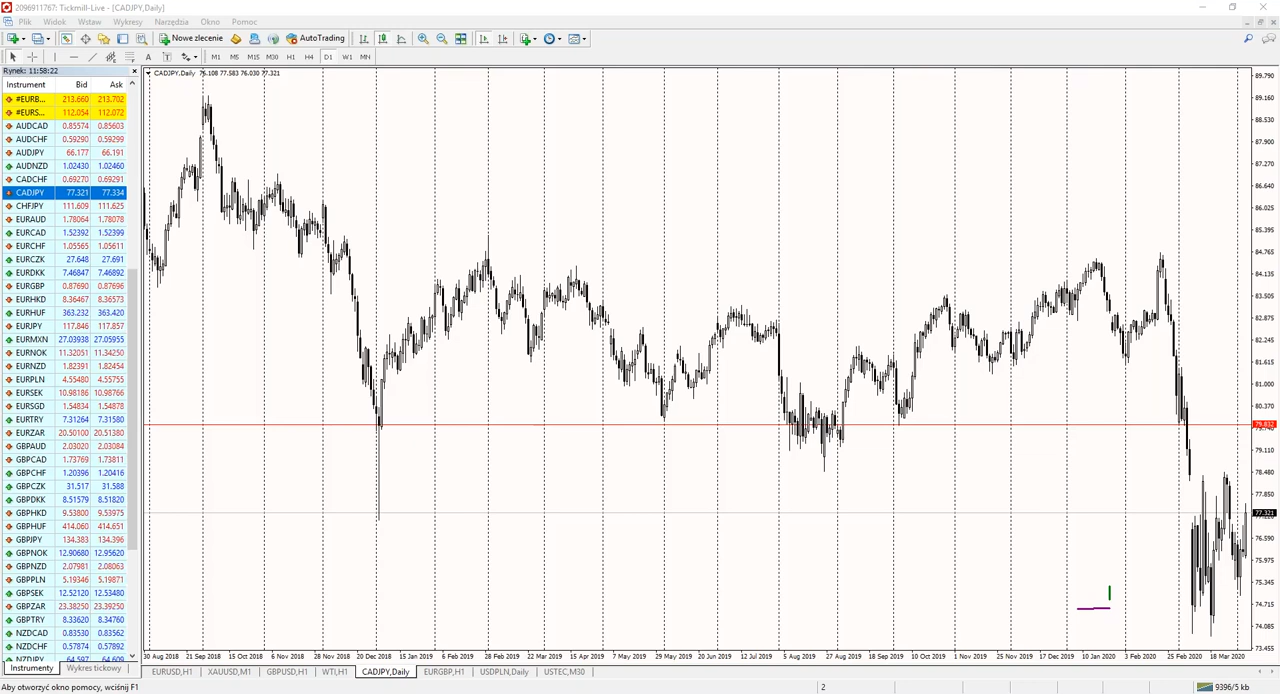 2096911767: Tickmill-Live - [CADJPY,Daily]
Plik Widok Wstaw Wykresy Narzędzia Okno Pomoc
Nowe zlecenie AutoTrading
A T M1 M5 M15 M30 H1 H4 D1 W1 MN
Rynek: 11:58:22
Instrument Bid Ask
#EURB... 213.660 213.702
#EURS... 112.054 112.072
AUDCAD 0.85574 0.85603
AUDCHF 0.59290 0.59299
AUDJPY 66.177 66.191
AUDNZD 1.02430 1.02460
CADCHF 0.69270 0.69291
CADJPY 77.321 77.334
CHFJPY 111.609 111.625
EURAUD 1.78064 1.78078
EURCAD 1.52392 1.52399
EURCHF 1.05565 1.05611
EURCZK 27.648 27.691
EURDKK 7.46847 7.46892
EURGBP 0.87690 0.87696
EURHKD 8.36467 8.36573
EURHUF 363.232 363.420
EURJPY 117.846 117.857
EURMXN 27.03938 27.05955
EURNOK 11.32051 11.34250
EURNZD 1.82391 1.82454
EURPLN 4.55480 4.55755
EURSEK 10.98186 10.98766
EURSGD 1.54834 1.54878
EURTRY 7.31264 7.31580
EURZAR 20.50100 20.51380
GBPAUD 2.03020 2.03084
GBPCAD 1.73769 1.73811
GBPCHF 1.20396 1.20416
GBPCZK 31.517 31.588
GBPDKK 8.51579 8.51820
GBPHKD 9.53800 9.53975
GBPHUF 414.060 414.651
GBPJPY 134.383 134.396
GBPNOK 12.90680 12.95620
GBPNZD 2.07981 2.08063
GBPPLN 5.19346 5.19871
GBPSEK 12.52120 12.53480
GBPZAR 23.38250 23.39250
GBPTRY 8.33620 8.34760
NZDCAD 0.83530 0.83562
NZDCHF 0.57874 0.57892
NZDJPY 64.597 64.609
Instrumenty Wykres tickowy
CADJPY,Daily 76.108 77.583 76.030 77.321
89.790
89.160
88.530
87.900
87.270
86.640
86.025
85.395
84.765
84.135
83.505
82.875
82.245
81.615
81.000
80.370
79.832
79.740
79.110
78.480
77.850
77.321
76.590
75.975
75.345
74.715
74.085
73.455
30 Aug 2018 21 Sep 2018 15 Oct 2018 6 Nov 2018 28 Nov 2018 20 Dec 2018 15 Jan 2019 6 Feb 2019 28 Feb 2019 22 Mar 2019 15 Apr 2019 7 May 2019 29 May 2019 20 Jun 2019 12 Jul 2019 5 Aug 2019 27 Aug 2019 18 Sep 2019 10 Oct 2019 1 Nov 2019 25 Nov 2019 17 Dec 2019 10 Jan 2020 3 Feb 2020 25 Feb 2020 18 Mar 2020
EURUSD,H1 XAUUSD,M1 GBPUSD,H1 WTI,H1 CADJPY,Daily EURGBP,H1 USDPLN,Daily USTEC,M30
Aby otworzyć okno pomocy, wciśnij F1 2 9396/5 kb